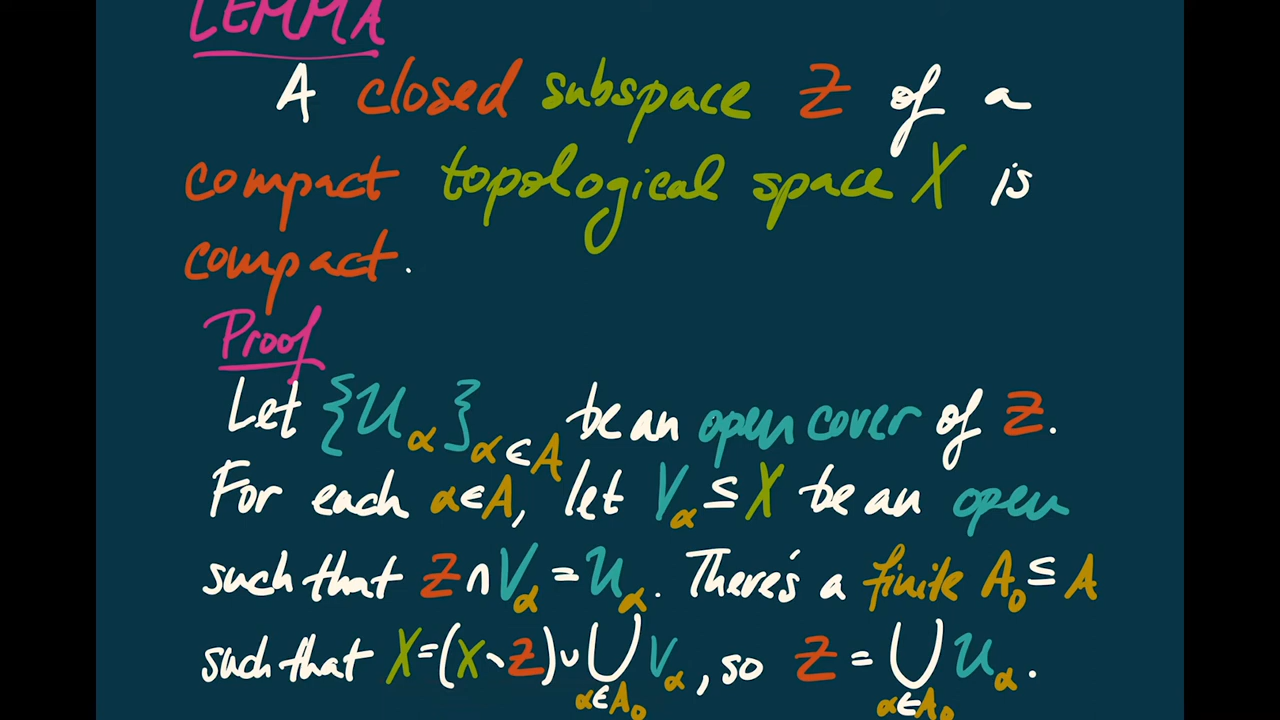 LEMMA
A closed subspace Z of a
compact topological space X is
compact.
Proof
Let {U_α}_{α∈A} be an open cover of Z.
For each α∈A, let V_α ⊆ X be an open
such that Z ∩ V_α = U_α. There's a finite A_0 ⊆ A
such that X = (X \ Z) ∪ ⋃_{α∈A_0} V_α, so Z = ⋃_{α∈A_0} U_α.